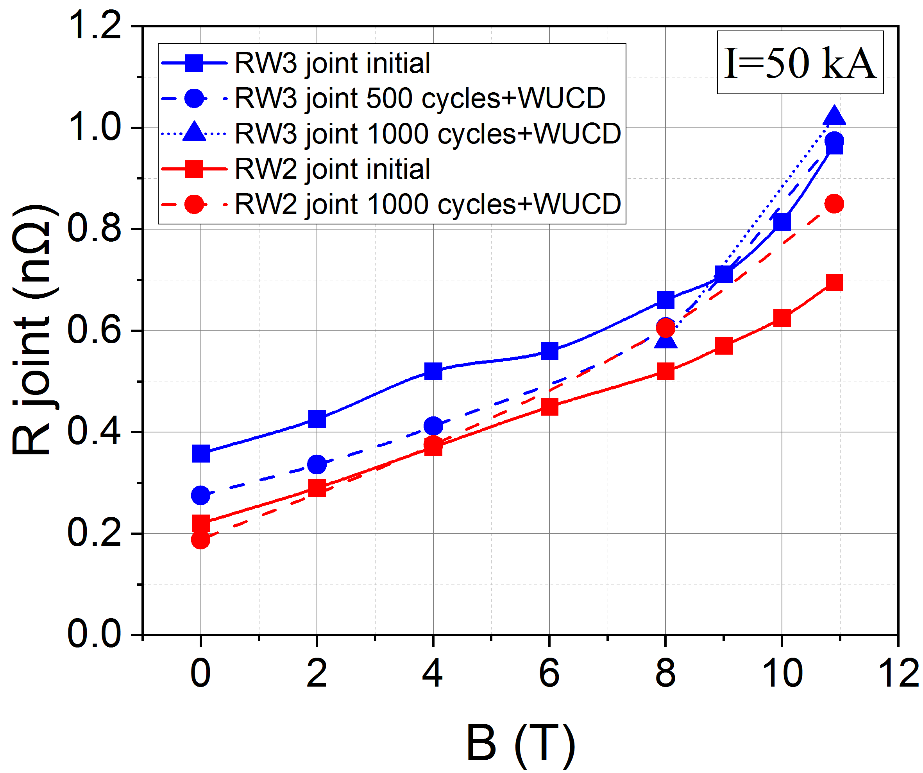 I=50 kA
RW3 joint initial
RW3 joint 500 cycles+WUCD
RW3 joint 1000 cycles+WUCD
RW2 joint initial
RW2 joint 1000 cycles+WUCD
R joint (nΩ)
1.2
1.0
0.8
0.6
0.4
0.2
0.0
0 2 4 6 8 10 12
B (T)